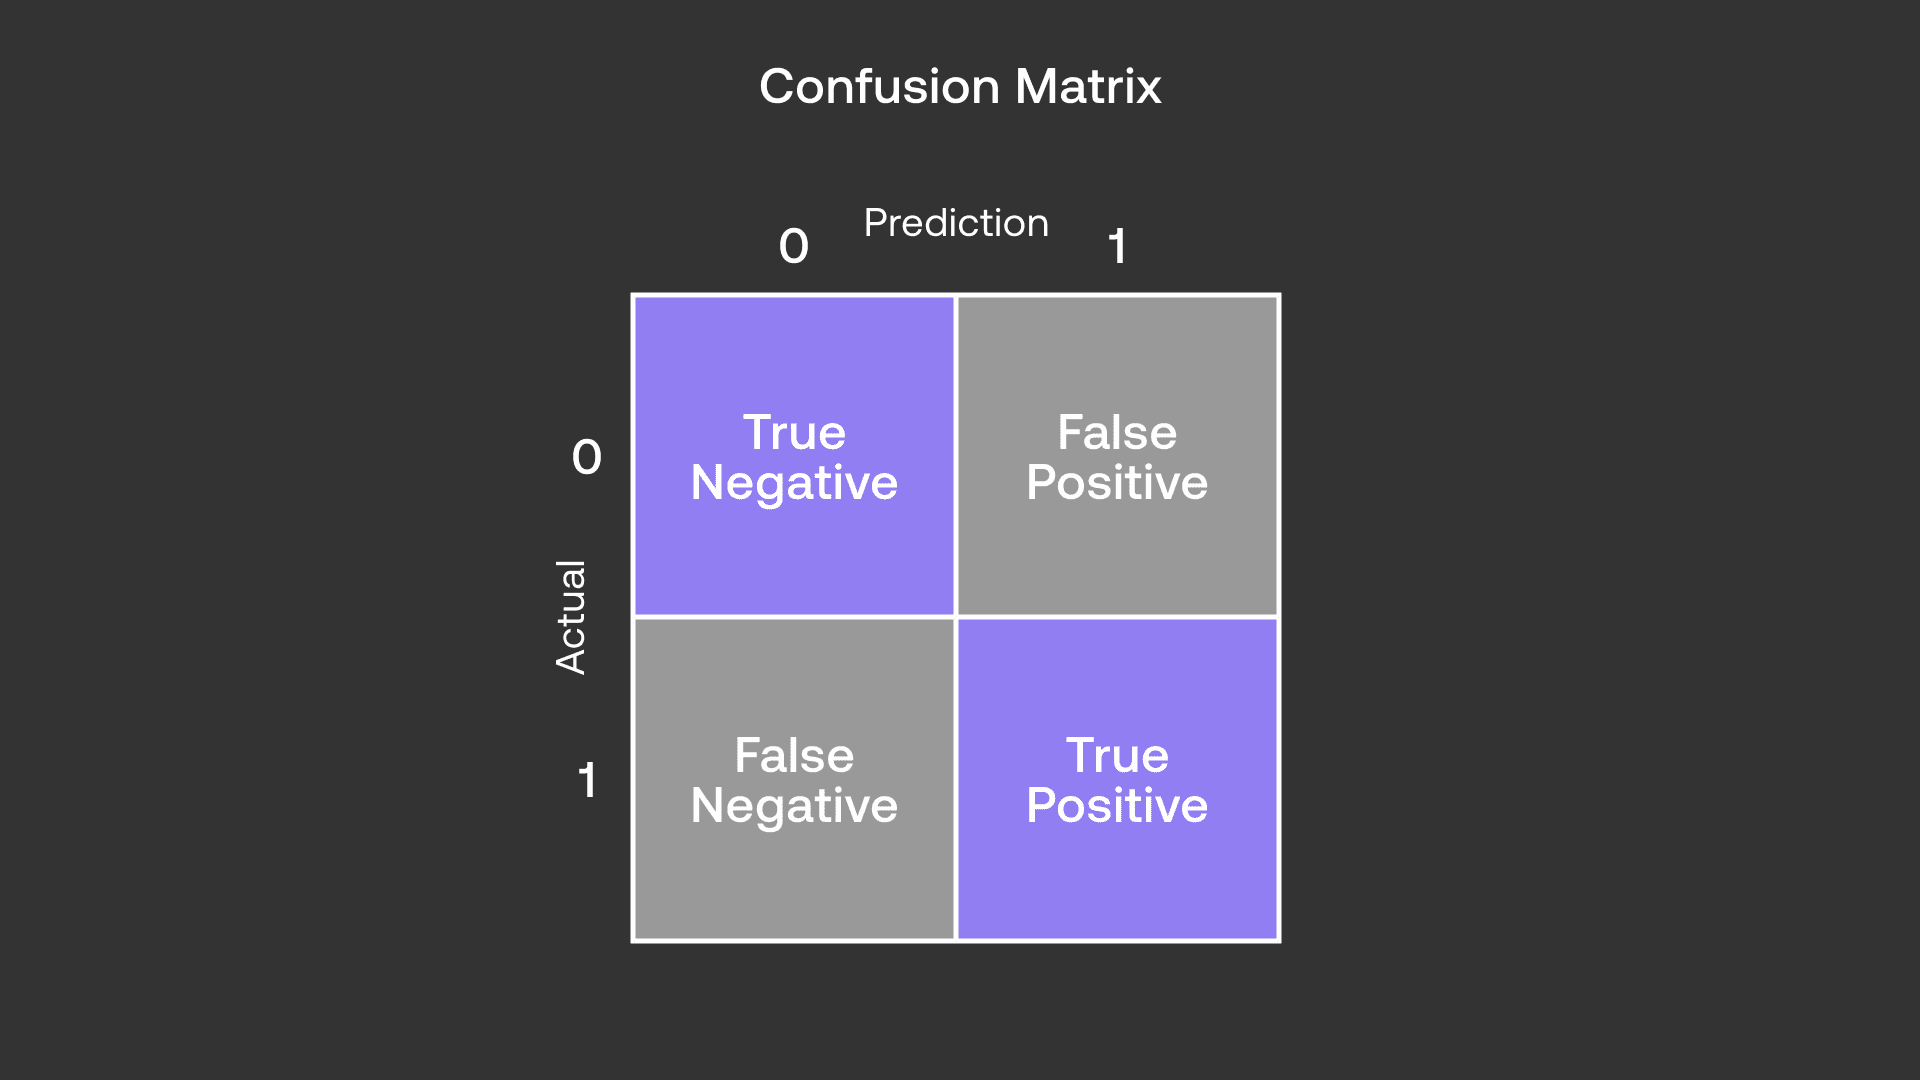 Confusion Matrix
Prediction
0
1
0
True
Negative
False
Positive
Actual
1
False
Negative
True
Positive